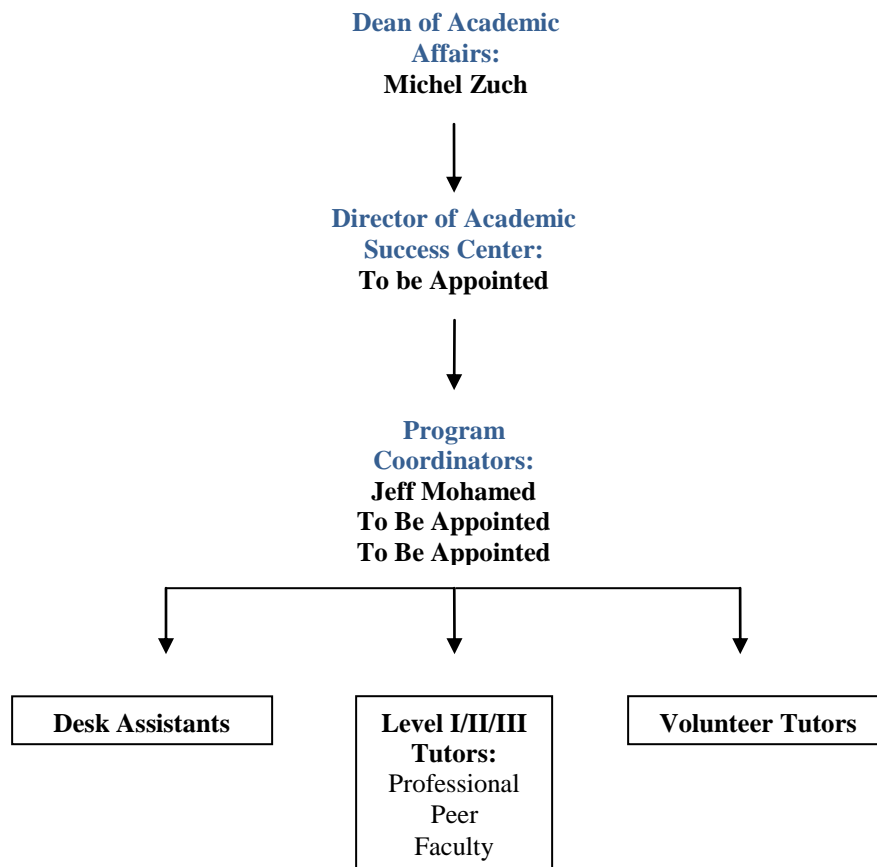 Dean of Academic
Affairs:
Michel Zuch
Director of Academic
Success Center:
To be Appointed
Program
Coordinators:
Jeff Mohamed
To Be Appointed
To Be Appointed
Desk Assistants
Level I/II/III
Tutors:
Professional
Peer
Faculty
Volunteer Tutors